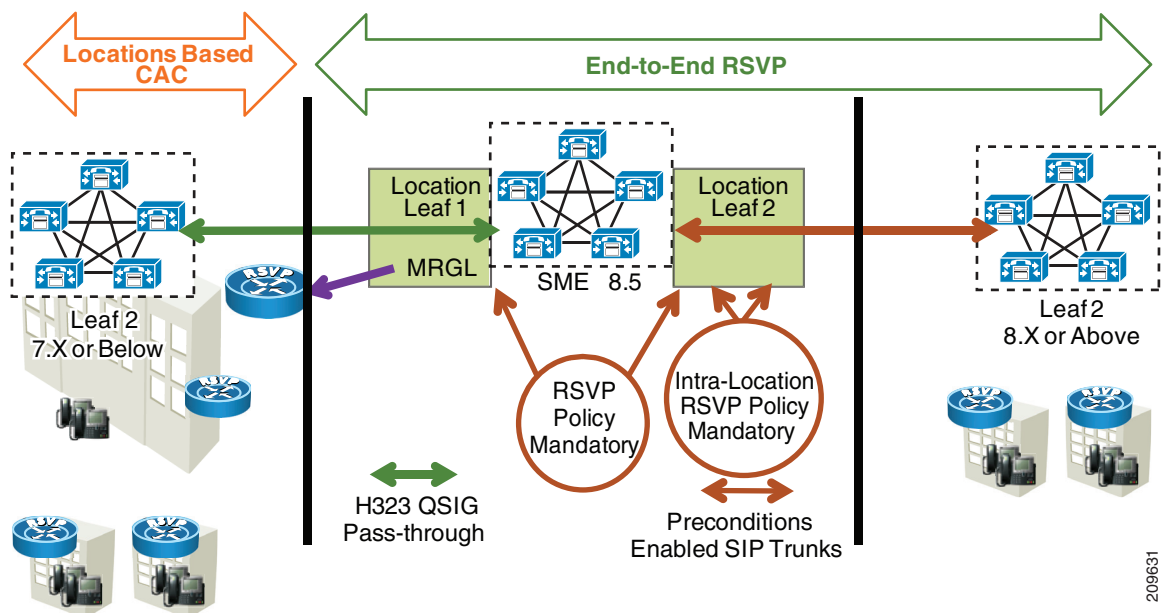 Locations Based
CAC
End-to-End RSVP
Location
Leaf 1
MRGL
SME 8.5
Location
Leaf 2
RSVP
Leaf 2
7.X or Below
RSVP
Leaf 2
8.X or Above
RSVP
Policy
Mandatory
Intra-Location
RSVP Policy
Mandatory
RSVP
RSVP
H323 QSIG
Pass-through
Preconditions
Enabled SIP Trunks
RSVP
RSVP
209631